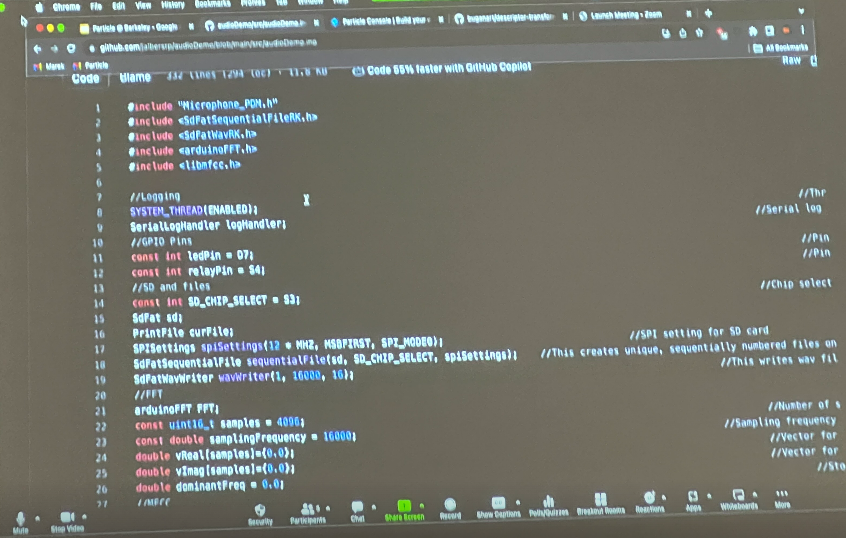 Chrome File Edit View History Bookmarks Profiles Tab Window Help
Particle @ Berkeley - Google
audioDemo/src/audioDemo.in
Particle Console | Build your
Launch Meeting - Zoom
github.com/jalbersrp/audioDemo/blob/main/src/audioDemo.ino
Marek Particle All Bookmarks
Code Blame 332 lines (294 loc) · 11.8 KB Code 55% faster with GitHub Copilot Raw
1 #include "Microphone_PDM.h"
2 #include <SdFatSequentialFileRK.h>
3 #include <SdFatWavRK.h>
4 #include <arduinoFFT.h>
5 #include <libmfcc.h>
6
7 //Logging //Thr
8 SYSTEM_THREAD(ENABLED); //Serial log
9 SerialLogHandler logHandler;
10 //GPIO Pins //Pin
11 const int ledPin = D7; //Pin
12 const int relayPin = S4;
13 //SD and files //Chip select
14 const int SD_CHIP_SELECT = S3;
15 SdFat sd;
16 PrintFile curFile; //SPI setting for SD card
17 SPISettings spiSettings(12 * MHZ, MSBFIRST, SPI_MODE0); //This creates unique, sequentially numbered files on
18 SdFatSequentialFile sequentialFile(sd, SD_CHIP_SELECT, spiSettings); //This writes wav fil
19 SdFatWavWriter wavWriter(1, 16000, 16);
20 //FFT
21 arduinoFFT FFT; //Number of s
22 const uint16_t samples = 4096; //Sampling frequency
23 const double samplingFrequency = 16000; //Vector for
24 double vReal[samples]={0.0}; //Vector for
25 double vImag[samples]={0.0}; //Sto
26 double dominantFreq = 0.0;
27 //MFCC
Mute Stop Video Security Participants Chat Share Screen Record Show Captions Polls/Quizzes Breakout Rooms Reactions Apps Whiteboards More